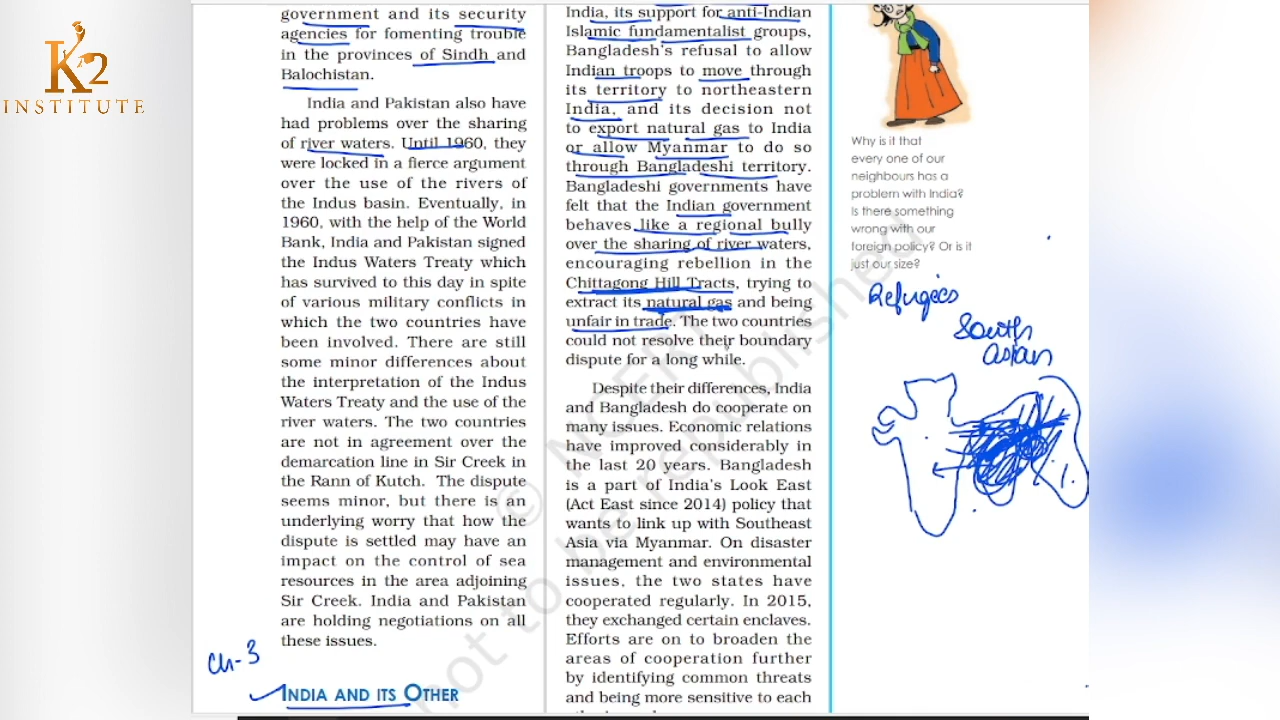 K2
INSTITUTE
government and its security
agencies for fomenting trouble
in the provinces of Sindh and
Balochistan.
India and Pakistan also have
had problems over the sharing
of river waters. Until 1960, they
were locked in a fierce argument
over the use of the rivers of
the Indus basin. Eventually, in
1960, with the help of the World
Bank, India and Pakistan signed
the Indus Waters Treaty which
has survived to this day in spite
of various military conflicts in
which the two countries have
been involved. There are still
some minor differences about
the interpretation of the Indus
Waters Treaty and the use of the
river waters. The two countries
are not in agreement over the
demarcation line in Sir Creek in
the Rann of Kutch. The dispute
seems minor, but there is an
underlying worry that how the
dispute is settled may have an
impact on the control of sea
resources in the area adjoining
Sir Creek. India and Pakistan
are holding negotiations on all
these issues.
Ch-3
INDIA AND ITS OTHER
India, its support for anti-Indian
Islamic fundamentalist groups,
Bangladesh's refusal to allow
Indian troops to move through
its territory to northeastern
India, and its decision not
to export natural gas to India
or allow Myanmar to do so
through Bangladeshi territory.
Bangladeshi governments have
felt that the Indian government
behaves like a regional bully
over the sharing of river waters,
encouraging rebellion in the
Chittagong Hill Tracts, trying to
extract its natural gas and being
unfair in trade. The two countries
could not resolve their boundary
dispute for a long while.
Despite their differences, India
and Bangladesh do cooperate on
many issues. Economic relations
have improved considerably in
the last 20 years. Bangladesh
is a part of India's Look East
(Act East since 2014) policy that
wants to link up with Southeast
Asia via Myanmar. On disaster
management and environmental
issues, the two states have
cooperated regularly. In 2015,
they exchanged certain enclaves.
Efforts are on to broaden the
areas of cooperation further
by identifying common threats
and being more sensitive to each
Why is it that
every one of our
neighbours has a
problem with India?
Is there something
wrong with our
foreign policy? Or is it
just our size?
Refugees
South
asian
© NCERT
not to be republished